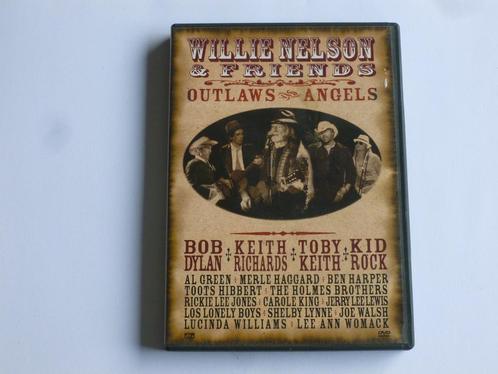 WILLIE NELSON
& FRIENDS
OUTLAWS AND ANGELS
BOB DYLAN KEITH RICHARDS TOBY KEITH KID ROCK
AL GREEN MERLE HAGGARD BEN HARPER
TOOTS HIBBERT THE HOLMES BROTHERS
RICKIE LEE JONES CAROLE KING JERRY LEE LEWIS
LOS LONELY BOYS SHELBY LYNNE JOE WALSH
LUCINDA WILLIAMS LEE ANN WOMACK
DVD